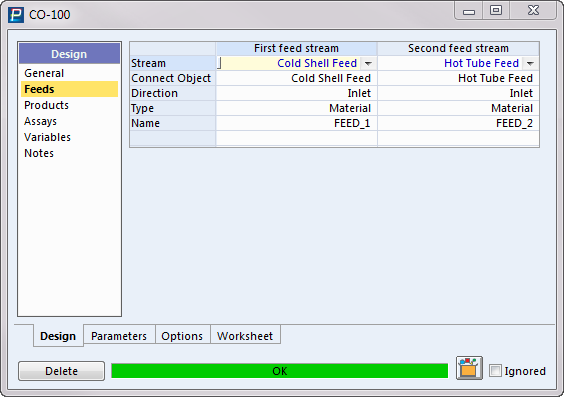 CO-100
Design
General
Feeds
Products
Assays
Variables
Notes
First feed stream Second feed stream
Stream Cold Shell Feed Hot Tube Feed
Connect Object Cold Shell Feed Hot Tube Feed
Direction Inlet Inlet
Type Material Material
Name FEED_1 FEED_2
Design Parameters Options Worksheet
Delete OK Ignored